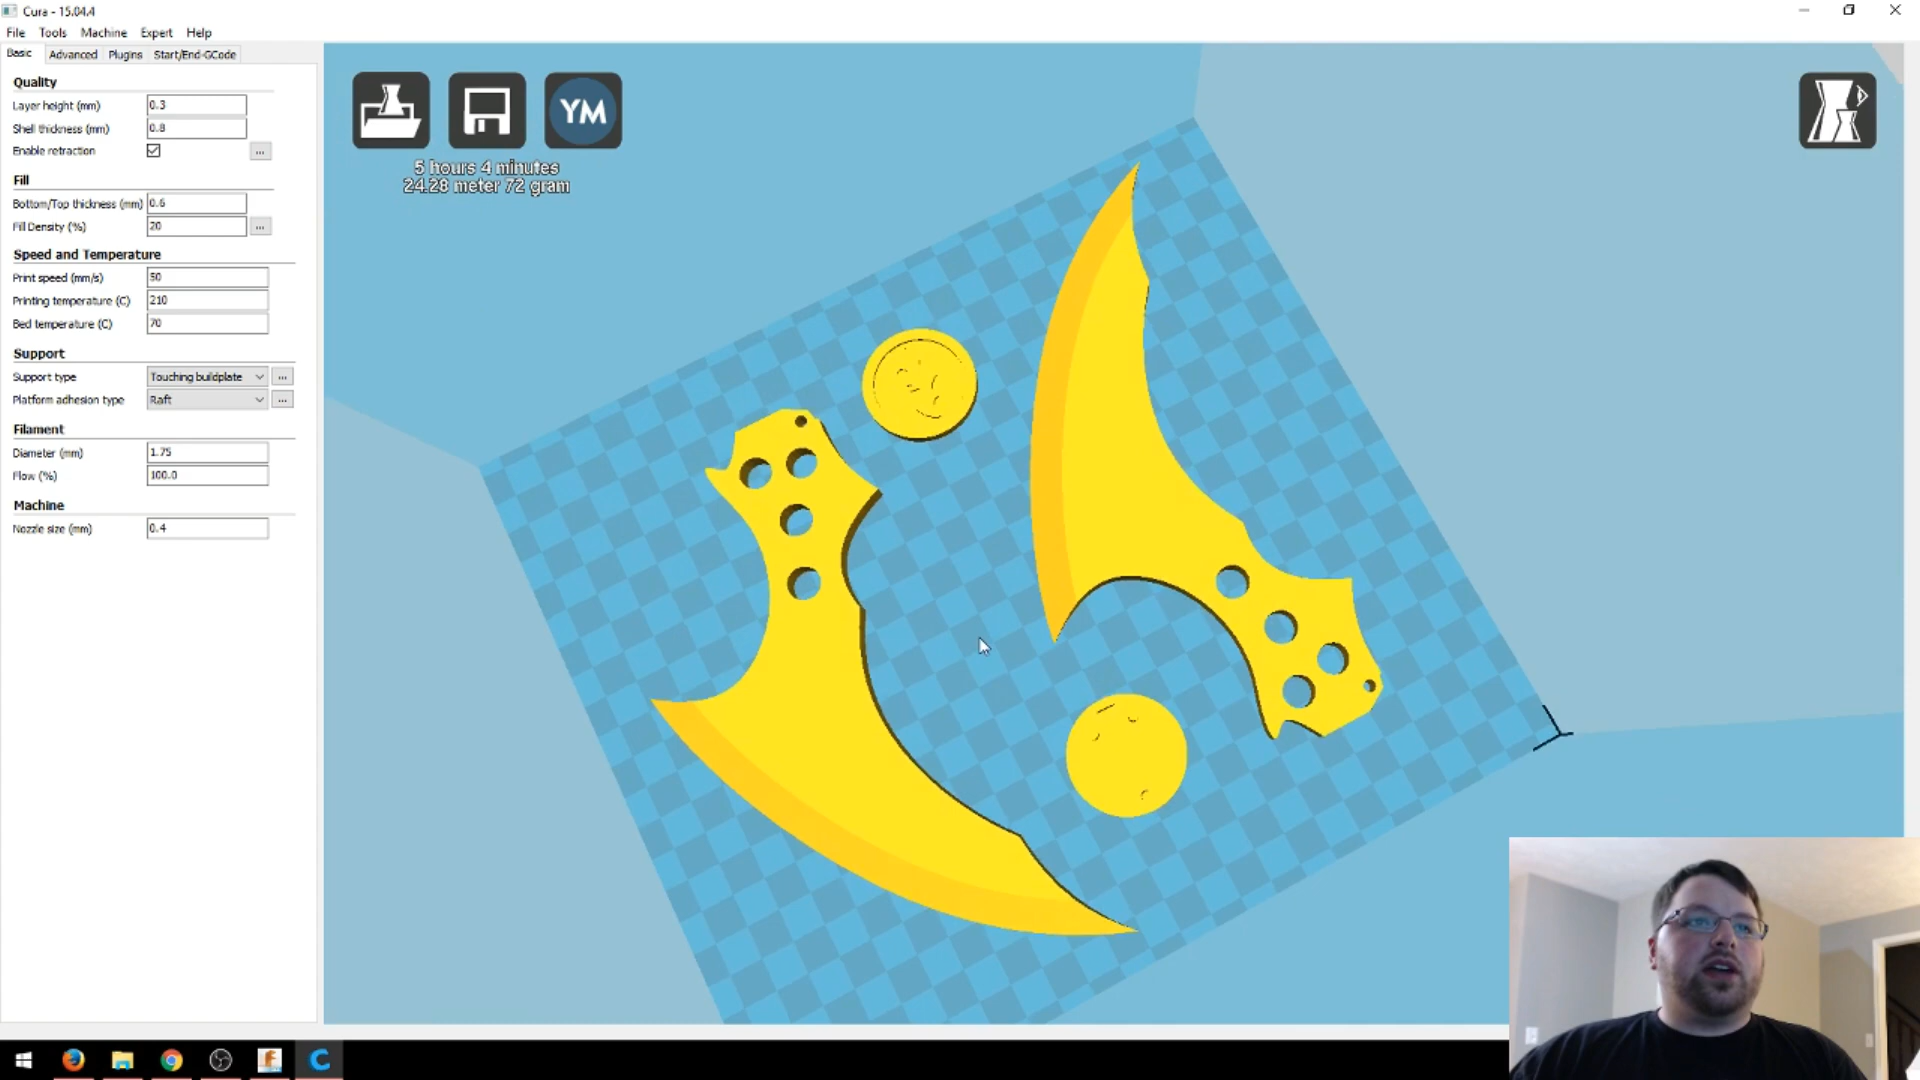 Cura - 15.04.4
File Tools Machine Expert Help
Basic Advanced Plugins Start/End-GCode
Quality
Layer height (mm) 0.3
Shell thickness (mm) 0.8
Enable retraction ...
Fill
Bottom/Top thickness (mm) 0.6
Fill Density (%) 20 ...
Speed and Temperature
Print speed (mm/s) 50
Printing temperature (C) 210
Bed temperature (C) 70
Support
Support type Touching buildplate ...
Platform adhesion type Raft ...
Filament
Diameter (mm) 1.75
Flow (%) 100.0
Machine
Nozzle size (mm) 0.4
YM
5 hours 4 minutes
24.28 meter 72 gram